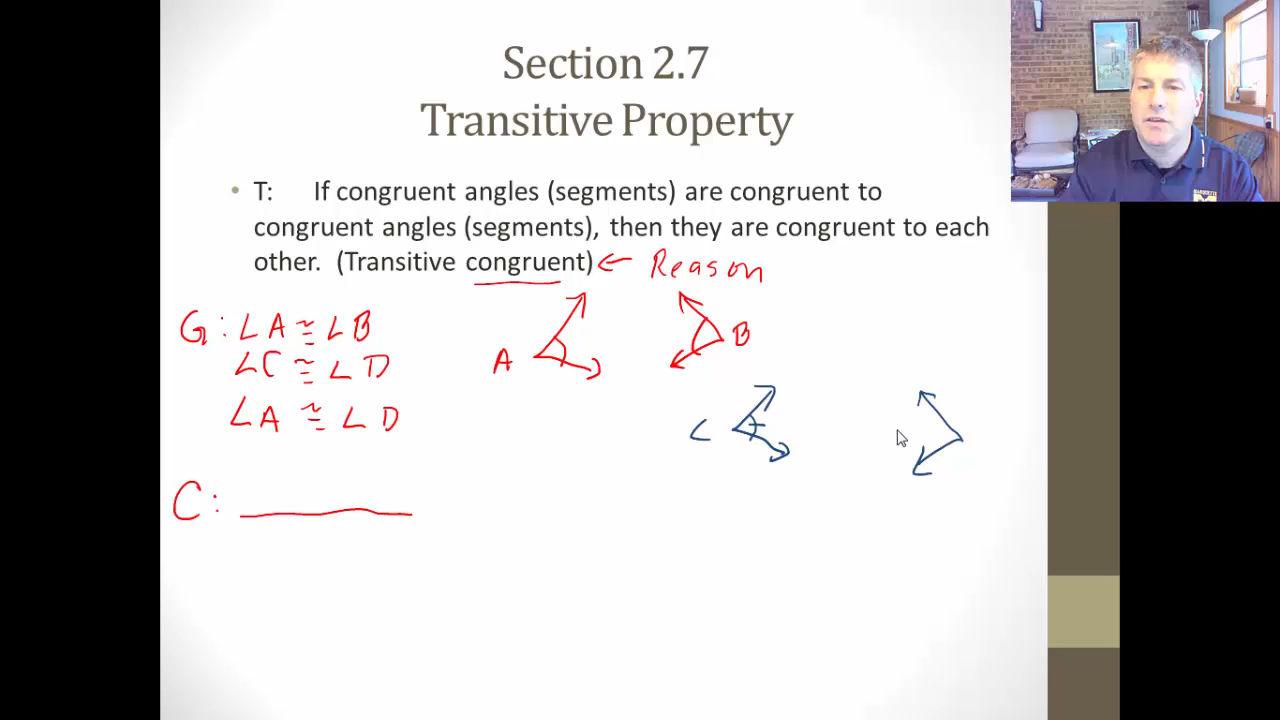 Section 2.7
Transitive Property
• T: If congruent angles (segments) are congruent to
congruent angles (segments), then they are congruent to each
other. (Transitive congruent) ← Reason
G: ∠A ≅ ∠B
∠C ≅ ∠D
∠A ≅ ∠D
A
B
C
C: ________